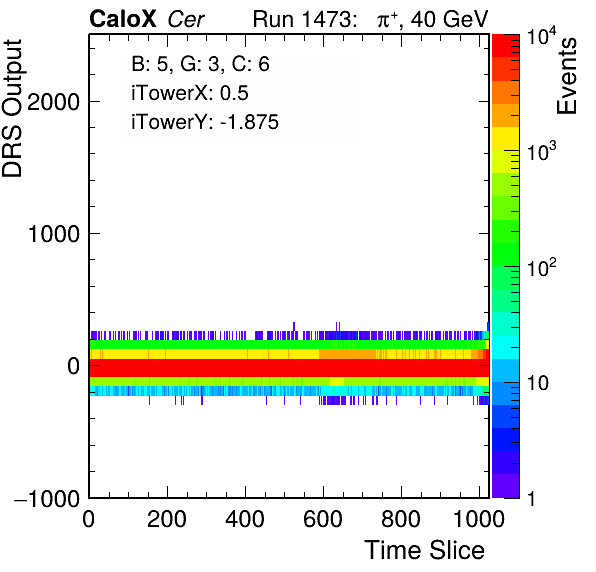 CaloX Cer Run 1473: π⁺, 40 GeV
B: 5, G: 3, C: 6
iTowerX: 0.5
iTowerY: -1.875
DRS Output
2000
1000
0
−1000
0 200 400 600 800 1000
Time Slice
Events
10⁴
10³
10²
10
1